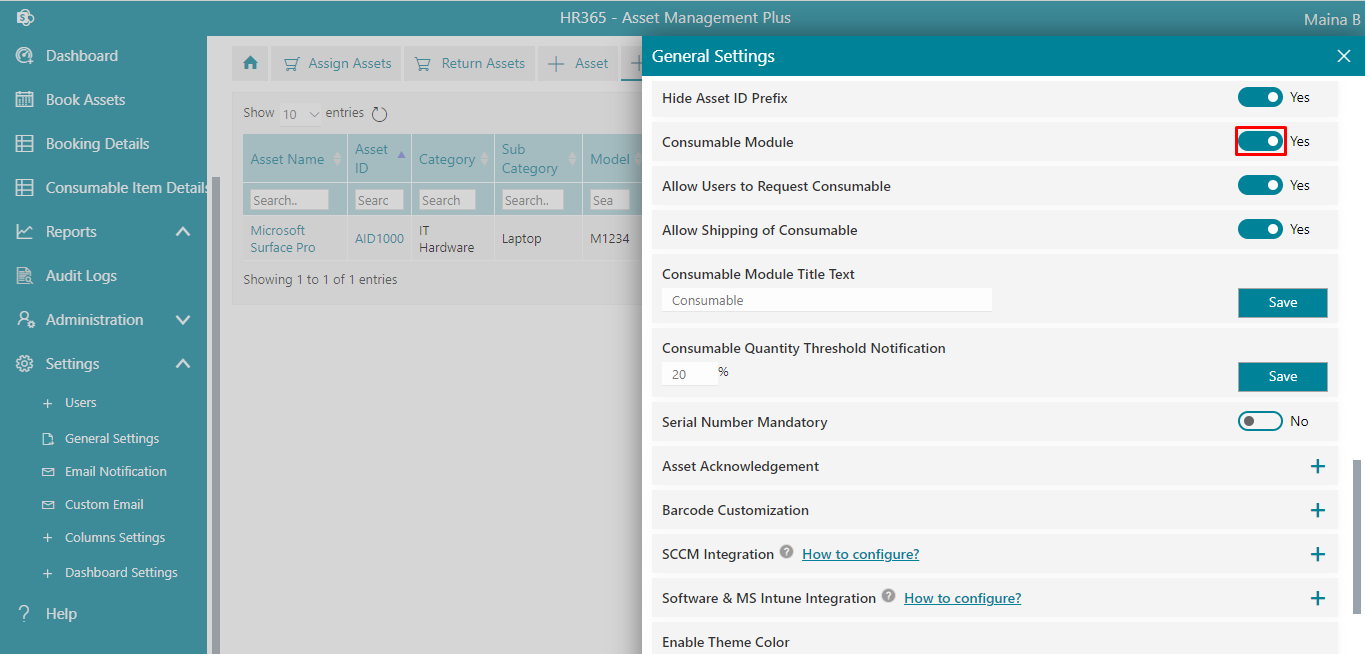 HR365 - Asset Management Plus
Maina B
Dashboard
Book Assets
Booking Details
Consumable Item Details
Reports
Audit Logs
Administration
Settings
Users
General Settings
Email Notification
Custom Email
Columns Settings
Dashboard Settings
Help
Assign Assets
Return Assets
Asset
Show 10 entries
Asset Name
Asset
ID
Category
Sub
Category
Model
Search..
Searc
Search
Search..
Sea
Microsoft
Surface Pro
AID1000
IT
Hardware
Laptop
M1234
Showing 1 to 1 of 1 entries
General Settings
Hide Asset ID Prefix Yes
Consumable Module Yes
Allow Users to Request Consumable Yes
Allow Shipping of Consumable Yes
Consumable Module Title Text
Consumable
Save
Consumable Quantity Threshold Notification
20 %
Save
Serial Number Mandatory No
Asset Acknowledgement
Barcode Customization
SCCM Integration ? How to configure?
Software & MS Intune Integration ? How to configure?
Enable Theme Color